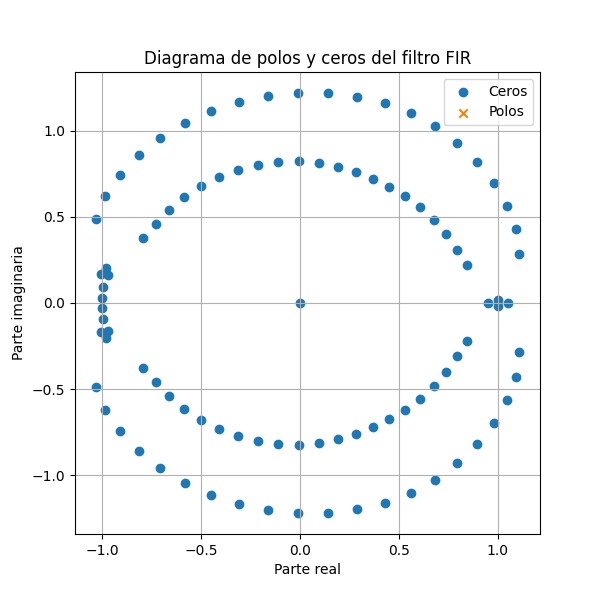 Diagrama de polos y ceros del filtro FIR
Ceros
Polos
1.0
0.5
0.0
−0.5
−1.0
Parte imaginaria
−1.0 −0.5 0.0 0.5 1.0
Parte real